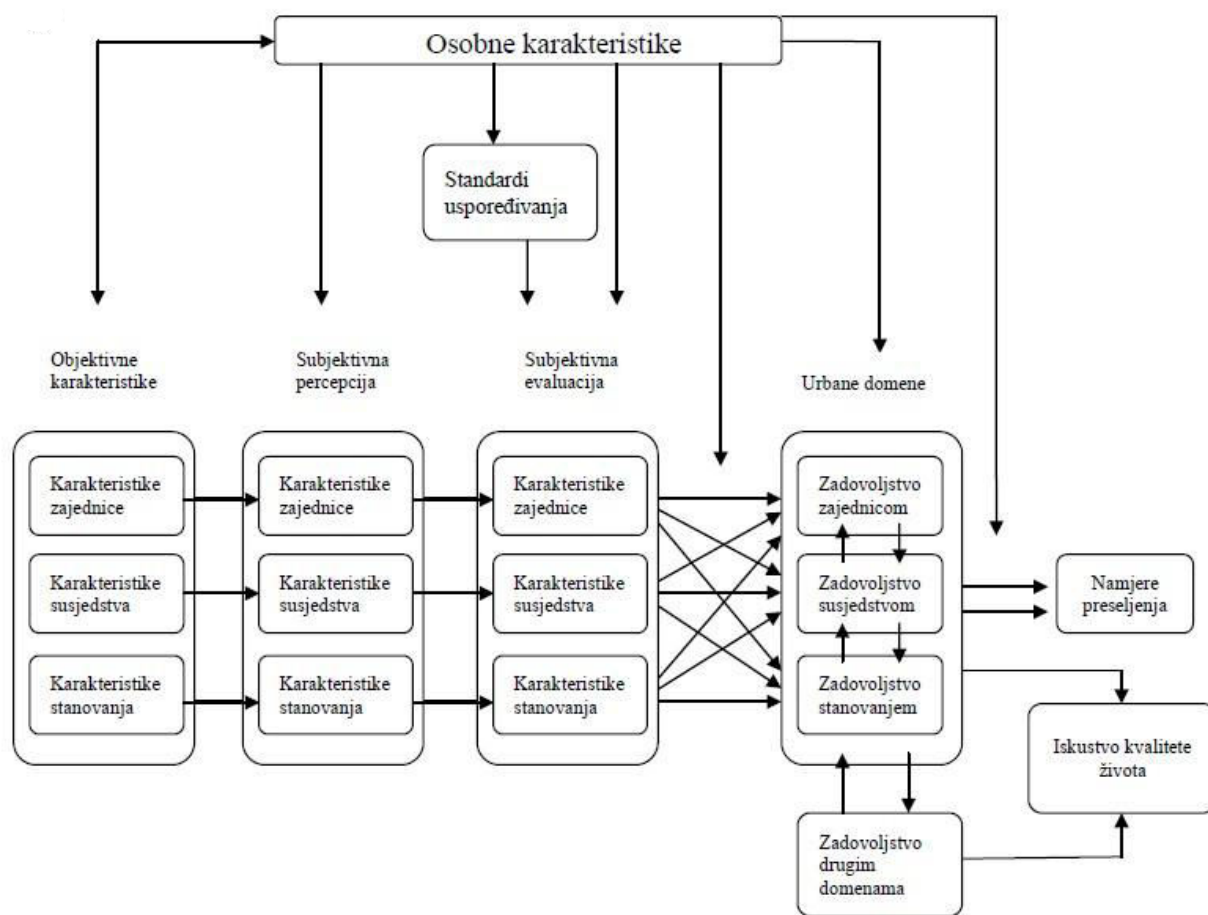 Osobne karakteristike
Standardi
uspoređivanja
Objektivne
karakteristike
Subjektivna
percepcija
Subjektivna
evaluacija
Urbane domene
Karakteristike
zajednice
Karakteristike
zajednice
Karakteristike
zajednice
Zadovoljstvo
zajednicom
Karakteristike
susjedstva
Karakteristike
susjedstva
Karakteristike
susjedstva
Zadovoljstvo
susjedstvom
Namjere
preseljenja
Karakteristike
stanovanja
Karakteristike
stanovanja
Karakteristike
stanovanja
Zadovoljstvo
stanovanjem
Iskustvo kvalitete
života
Zadovoljstvo
drugim
domenama